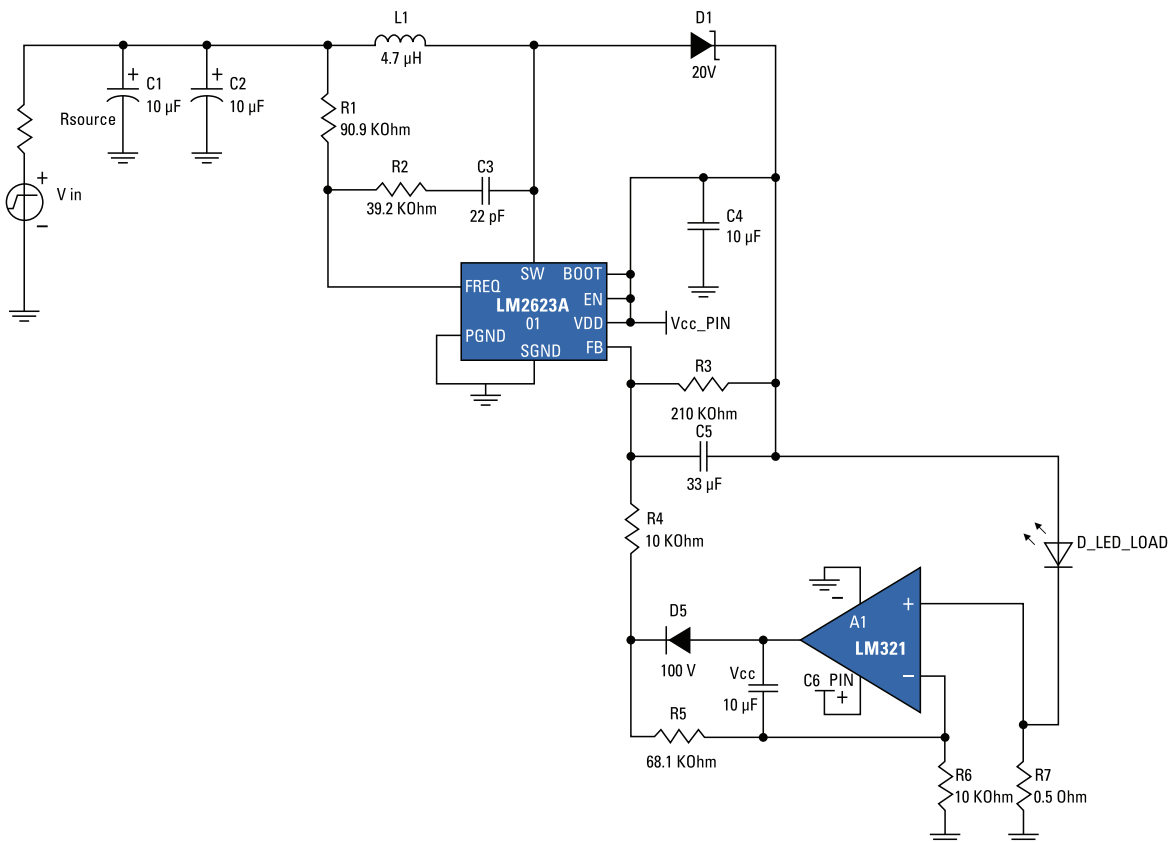 L1
4.7 µH
D1
20V
+
C1
10 µF
+
C2
10 µF
Rsource
R1
90.9 KOhm
R2
39.2 KOhm
C3
22 pF
+
V in
−
C4
10 µF
SW
BOOT
FREQ
EN
LM2623A
01
VDD
Vcc_PIN
PGND
SGND
FB
R3
210 KOhm
C5
33 µF
R4
10 KOhm
D_LED_LOAD
−
+
A1
LM321
−
D5
100 V
Vcc
10 µF
C6_PIN
+
R5
68.1 KOhm
R6
10 KOhm
R7
0.5 Ohm